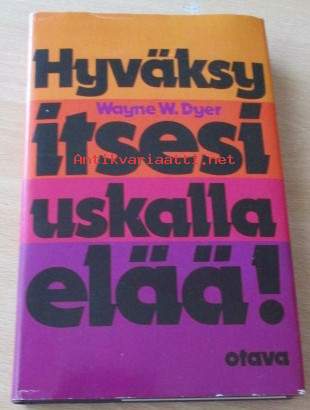 Hyväksy
Wayne W. Dyer
itsesi
Antikvariaatti.net
uskalla
elää!
otava